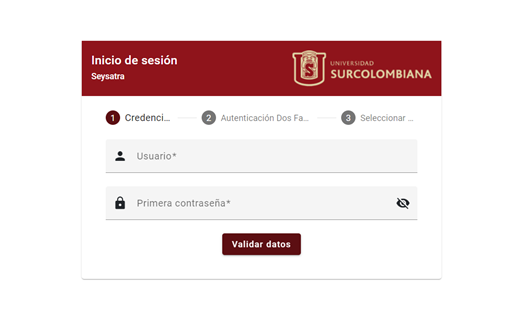 Inicio de sesión
Seysatra
UNIVERSIDAD
SURCOLOMBIANA
1 Credenci... 2 Autenticación Dos Fa... 3 Seleccionar ...
Usuario*
Primera contraseña*
Validar datos